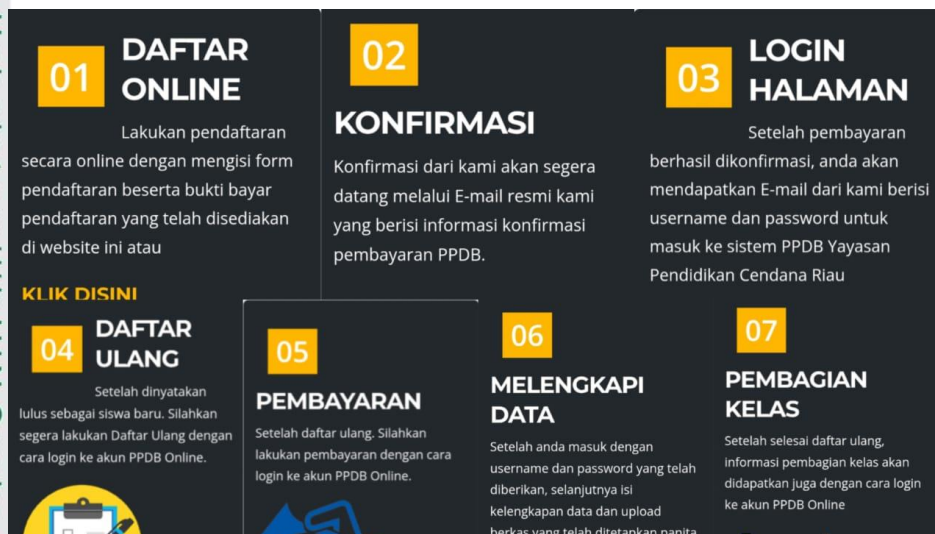 01
DAFTAR
ONLINE
Lakukan pendaftaran
secara online dengan mengisi form
pendaftaran beserta bukti bayar
pendaftaran yang telah disediakan
di website ini atau
KLIK DISINI
02
KONFIRMASI
Konfirmasi dari kami akan segera
datang melalui E-mail resmi kami
yang berisi informasi konfirmasi
pembayaran PPDB.
03
LOGIN
HALAMAN
Setelah pembayaran
berhasil dikonfirmasi, anda akan
mendapatkan E-mail dari kami berisi
username dan password untuk
masuk ke sistem PPDB Yayasan
Pendidikan Cendana Riau
04
DAFTAR
ULANG
Setelah dinyatakan
lulus sebagai siswa baru. Silahkan
segera lakukan Daftar Ulang dengan
cara login ke akun PPDB Online.
05
PEMBAYARAN
Setelah daftar ulang. Silahkan
lakukan pembayaran dengan cara
login ke akun PPDB Online.
06
MELENGKAPI
DATA
Setelah anda masuk dengan
username dan password yang telah
diberikan, selanjutnya isi
kelengkapan data dan upload
berkas yang telah ditetapkan panita
07
PEMBAGIAN
KELAS
Setelah selesai daftar ulang,
informasi pembagian kelas akan
didapatkan juga dengan cara login
ke akun PPDB Online